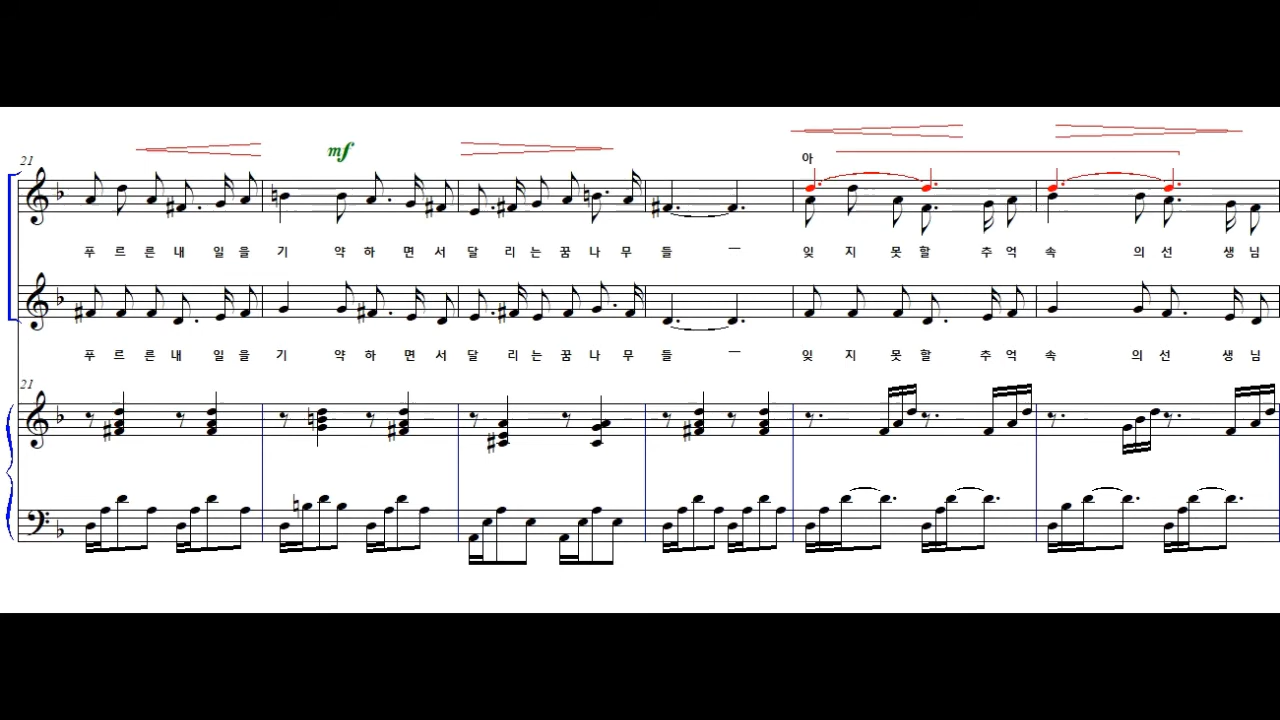 21
mf
아
푸 르 른 내 일 을 기 약 하 면 서 달 리 는 꿈 나 무 들 ㅡ 잊 지 못 할 추 억 속 의 선 생 님
푸 르 른 내 일 을 기 약 하 면 서 달 리 는 꿈 나 무 들 ㅡ 잊 지 못 할 추 억 속 의 선 생 님
21